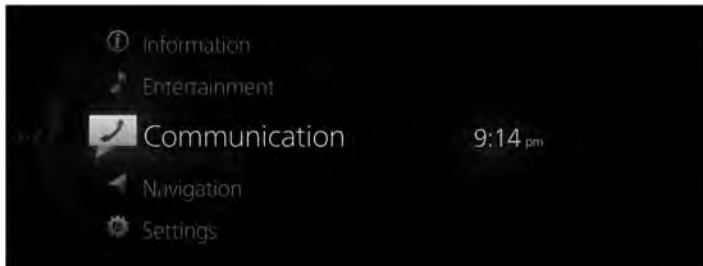 Information
Entertainment
Communication
9:14 pm
Navigation
Settings